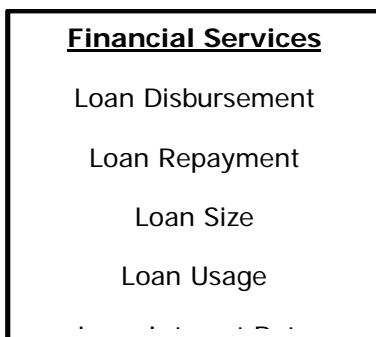 Financial Services
Loan Disbursement
Loan Repayment
Loan Size
Loan Usage